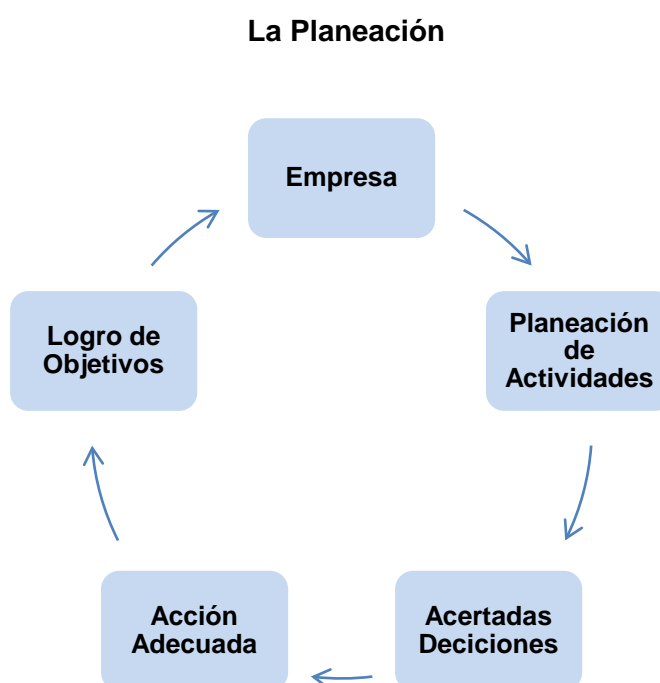 La Planeación
Empresa
Planeación
de
Actividades
Acertadas
Deciciones
Acción
Adecuada
Logro de
Objetivos